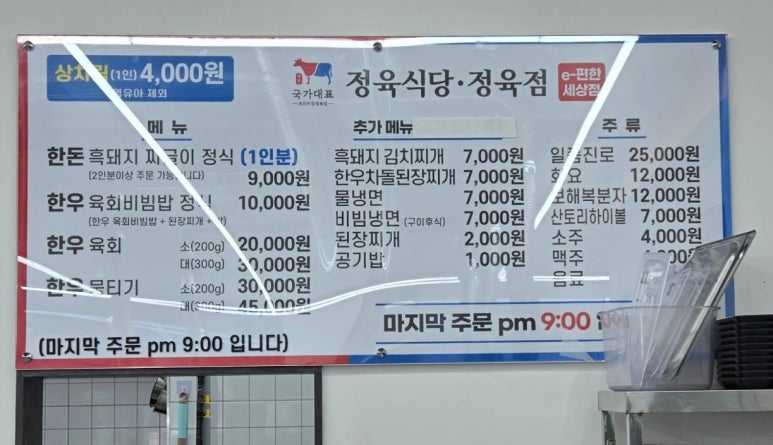 상차림(1인) 4,000원
영유아 제외
국가대표
정육식당·정육점
e-편한
세상점
메 뉴
한돈 흑돼지 짜글이 정식 (1인분)
(2인분이상 주문 가능합니다) 9,000원
한우 육회비빔밥 정식 10,000원
(한우 육회비빔밥 + 된장찌개 +
한우 육회 소(200g) 20,000원
대(300g) 30,000원
한우 뭉티기 소(200g) 30,000원
대(300g) 45,000원
(마지막 주문 pm 9:00 입니다)
추가 메뉴
흑돼지 김치찌개 7,000원
한우차돌된장찌개 7,000원
물냉면 7,000원
비빔냉면 (구이후식) 7,000원
된장찌개 2,000원
공기밥 1,000원
주 류
일품진로 25,000원
화요 12,000원
보해복분자 12,000원
산토리하이볼 7,000원
소주 4,000원
맥주
음료
마지막 주문 pm 9:00